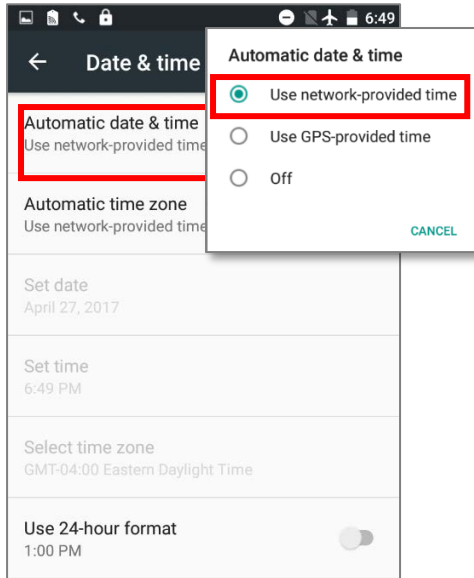 6:49
Date & time
Automatic date & time
Use network-provided time
Automatic time zone
Use network-provided time
Set date
April 27, 2017
Set time
6:49 PM
Select time zone
GMT-04:00 Eastern Daylight Time
Use 24-hour format
1:00 PM
Automatic date & time
Use network-provided time
Use GPS-provided time
Off
CANCEL